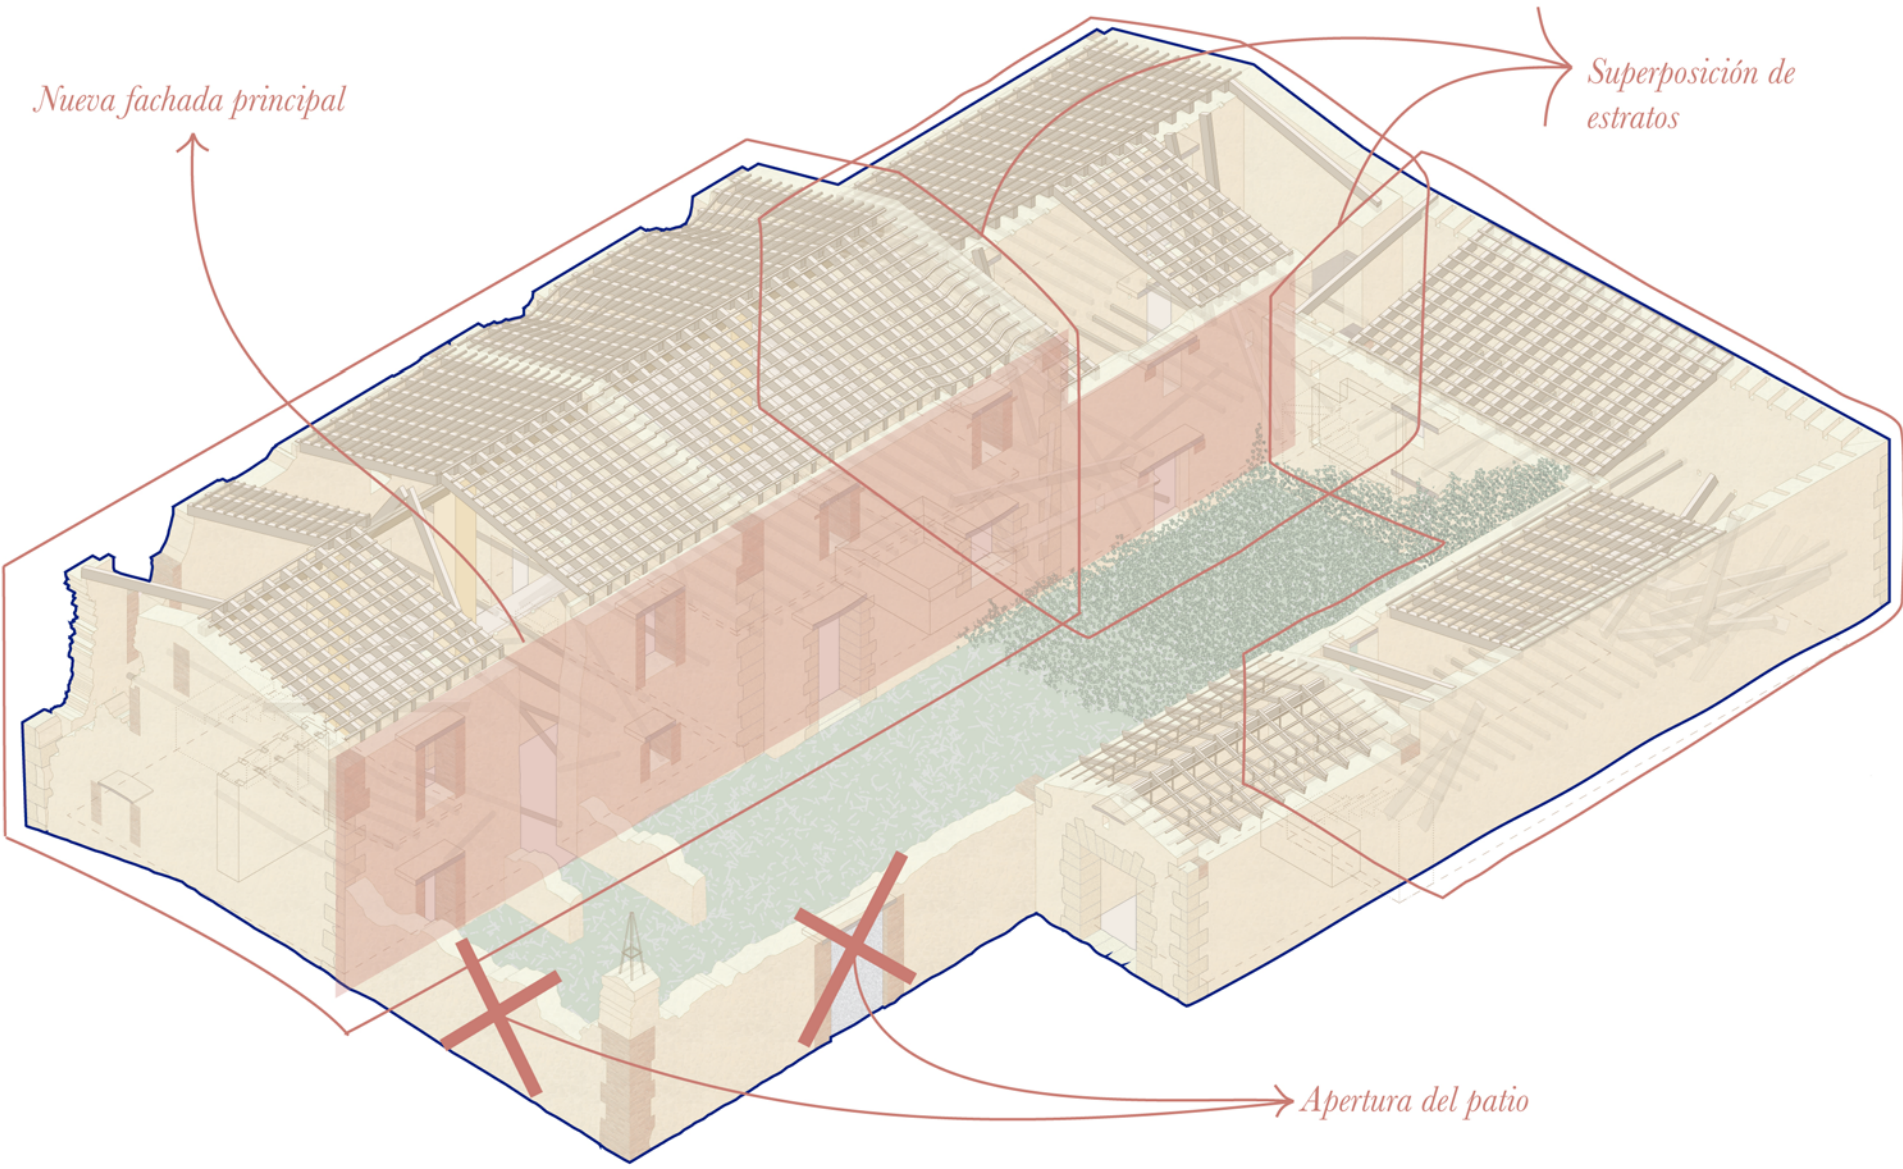 Nueva fachada principal
Superposición de
estratos
Apertura del patio